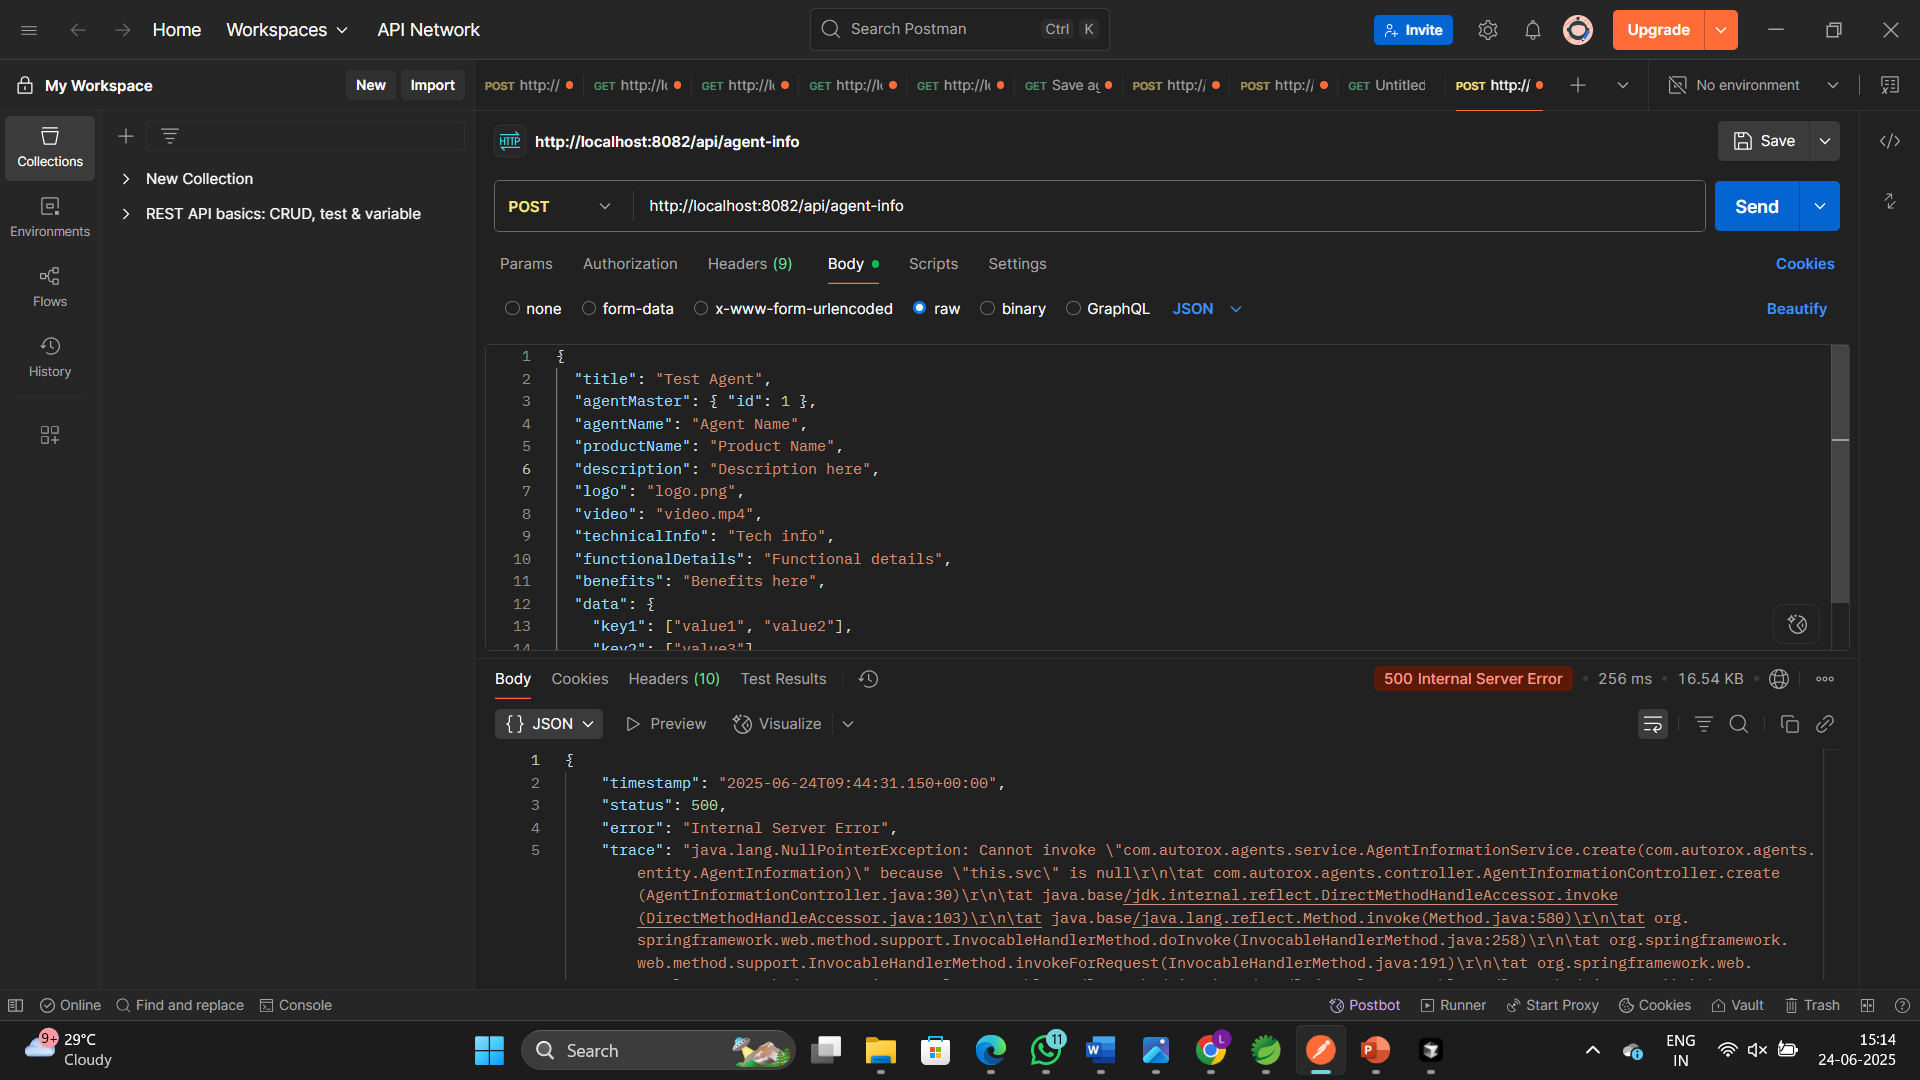 Home Workspaces API Network Search Postman Ctrl K Invite Upgrade
My Workspace New Import POST http:// GET http://l GET http://l GET http://l GET http://l GET Save a POST http:/ POST http:/ GET Untitled POST http:// No environment
Collections
Environments
Flows
History
New Collection
REST API basics: CRUD, test & variable
HTTP http://localhost:8082/api/agent-info Save
POST http://localhost:8082/api/agent-info Send
Params Authorization Headers (9) Body Scripts Settings Cookies
none form-data x-www-form-urlencoded raw binary GraphQL JSON Beautify
1 {
2 "title": "Test Agent",
3 "agentMaster": { "id": 1 },
4 "agentName": "Agent Name",
5 "productName": "Product Name",
6 "description": "Description here",
7 "logo": "logo.png",
8 "video": "video.mp4",
9 "technicalInfo": "Tech info",
10 "functionalDetails": "Functional details",
11 "benefits": "Benefits here",
12 "data": {
13 "key1": ["value1", "value2"],
14 "key2": ["value3"]
Body Cookies Headers (10) Test Results 500 Internal Server Error 256 ms 16.54 KB
{} JSON Preview Visualize
1 {
2 "timestamp": "2025-06-24T09:44:31.150+00:00",
3 "status": 500,
4 "error": "Internal Server Error",
5 "trace": "java.lang.NullPointerException: Cannot invoke \"com.autorox.agents.service.AgentInformationService.create(com.autorox.agents.
entity.AgentInformation)\" because \"this.svc\" is null\r\n\tat com.autorox.agents.controller.AgentInformationController.create
(AgentInformationController.java:30)\r\n\tat java.base/jdk.internal.reflect.DirectMethodHandleAccessor.invoke
(DirectMethodHandleAccessor.java:103)\r\n\tat java.base/java.lang.reflect.Method.invoke(Method.java:580)\r\n\tat org.
springframework.web.method.support.InvocableHandlerMethod.doInvoke(InvocableHandlerMethod.java:258)\r\n\tat org.springframework.
web.method.support.InvocableHandlerMethod.invokeForRequest(InvocableHandlerMethod.java:191)\r\n\tat org.springframework.web.
Online Find and replace Console Postbot Runner Start Proxy Cookies Vault Trash
9+ 29°C
Cloudy
Search
11
L
ENG
IN
15:14
24-06-2025